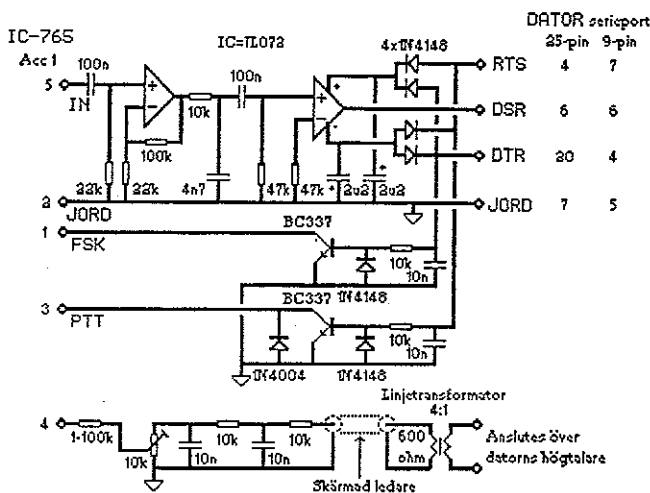 DATOR serieport
IC-765
IC=TL072
4x1N4148
25-pin 9-pin
Acc 1
100n
100n
RTS 4 7
5
IN
+
−
10k
+
−
+
-
DSR 6 6
100k
DTR 20 4
22k
22k
4n7
47k
47k
+
2u2
+
2u2
2
JORD
JORD 7 5
1
FSK
BC337
10k
10n
1N4148
BC337
3
PTT
10k
10n
1N4004
1N4148
Linjetransformator
4:1
4
1-100k
10k
10k
10k
10n
10n
600
ohm
Anslutes över
datorns högtalare
Skärmad ledare